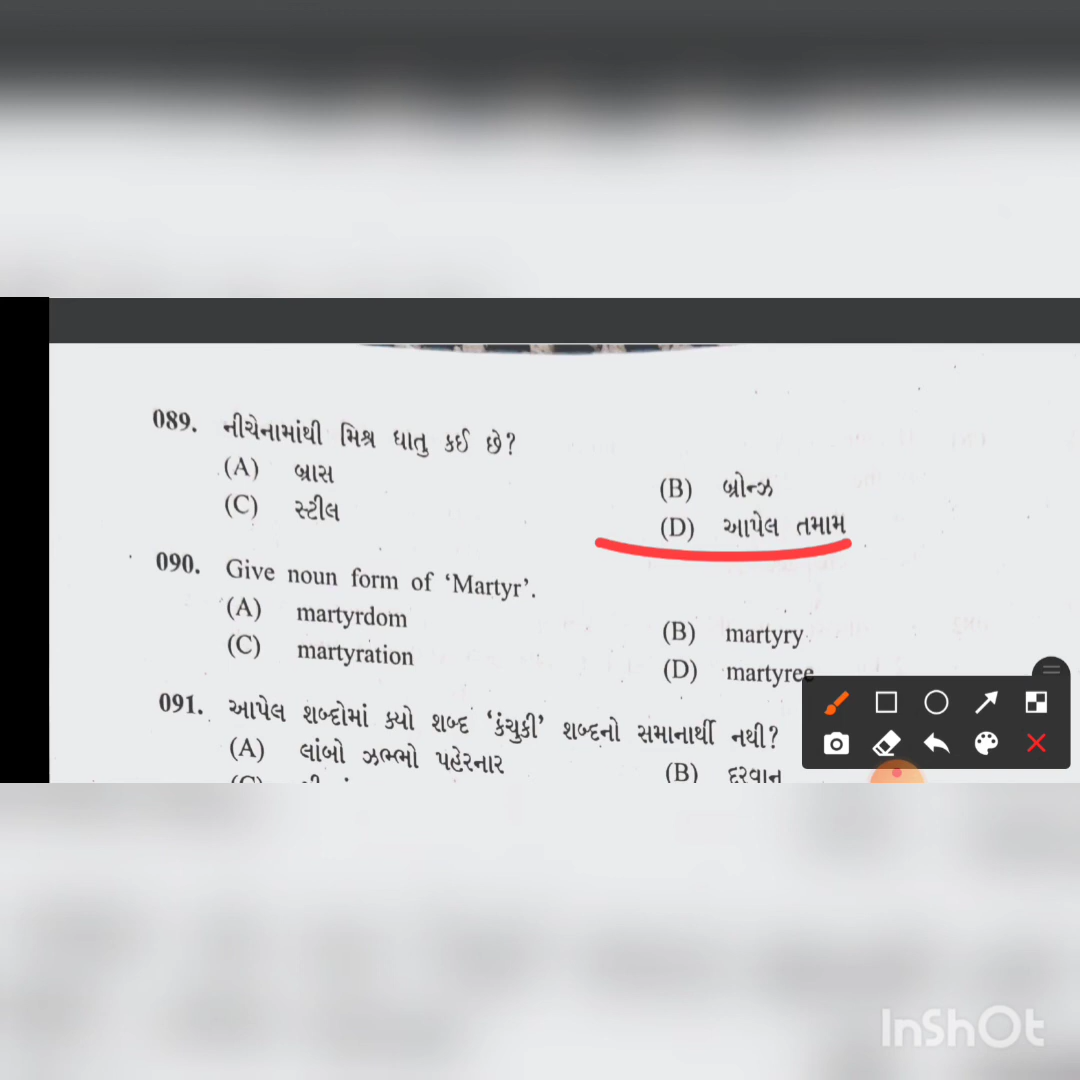 089. નીચેનામાંથી મિશ્ર ધાતુ કઈ છે?
(A) બ્રાસ
(B) બ્રોન્ઝ
(C) સ્ટીલ
(D) આપેલ તમામ
090. Give noun form of ‘Martyr’.
(A) martyrdom
(B) martyry
(C) martyration
(D) martyree
091. આપેલ શબ્દોમાં ક્યો શબ્દ ‘કંચુકી’ શબ્દનો સમાનાર્થી નથી?
(A) લાંબો ઝભ્ભો પહેરનાર
(B) દરવાન
(C)
InShOt